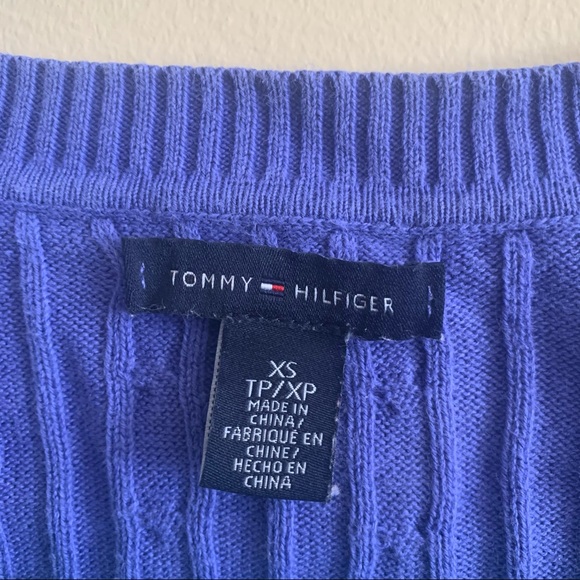 TOMMY HILFIGER
XS
TP/XP
MADE IN
CHINA/
FABRIQUÉ EN
CHINE/
HECHO EN
CHINA